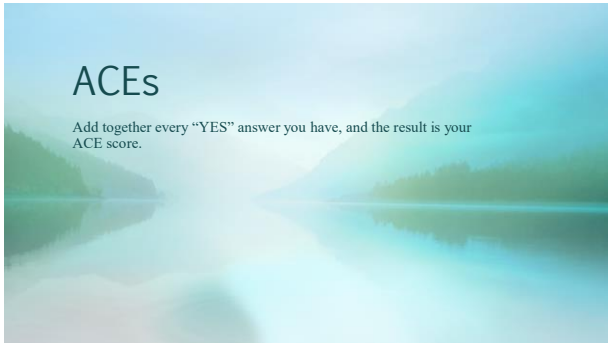 ACEs
Add together every “YES” answer you have, and the result is your
ACE score.